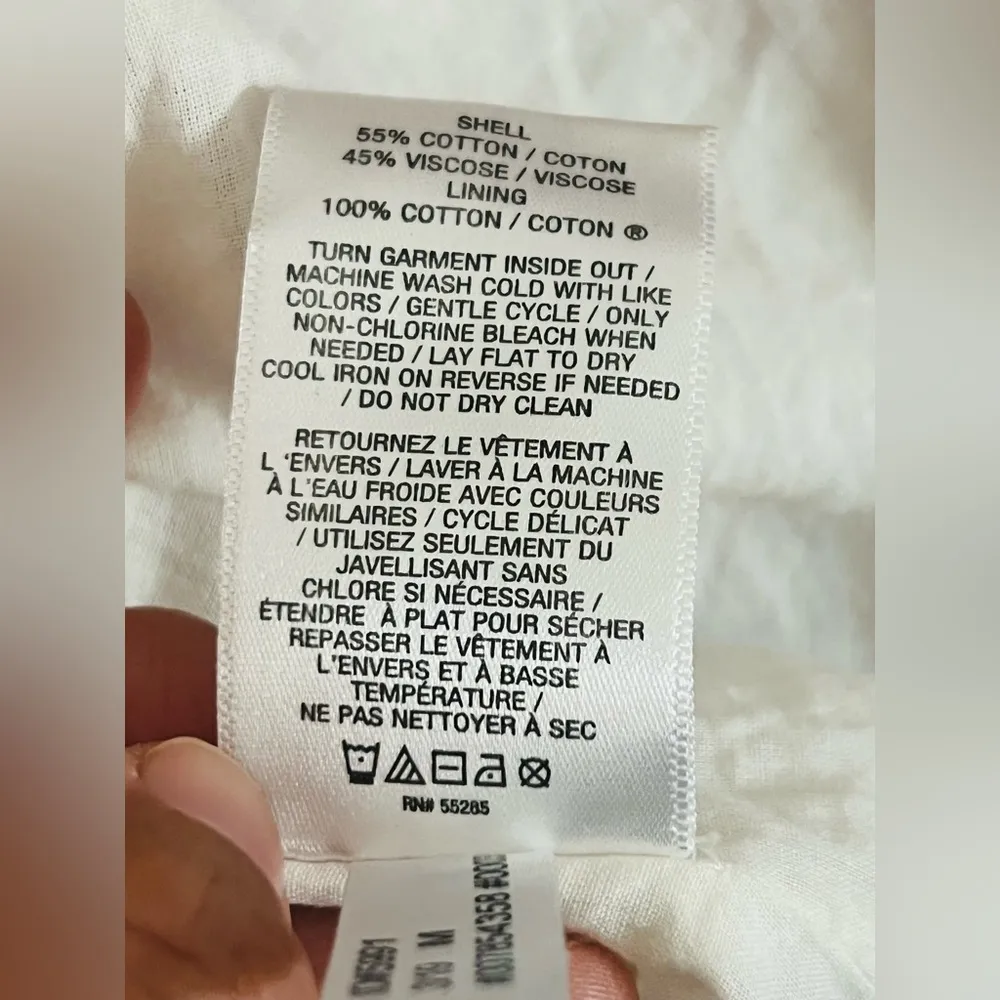 SHELL
55% COTTON / COTON
45% VISCOSE / VISCOSE
LINING
100% COTTON / COTON ®
TURN GARMENT INSIDE OUT /
MACHINE WASH COLD WITH LIKE
COLORS / GENTLE CYCLE / ONLY
NON-CHLORINE BLEACH WHEN
NEEDED / LAY FLAT TO DRY
COOL IRON ON REVERSE IF NEEDED
/ DO NOT DRY CLEAN
RETOURNEZ LE VÊTEMENT À
L 'ENVERS / LAVER À LA MACHINE
À L'EAU FROIDE AVEC COULEURS
SIMILAIRES / CYCLE DÉLICAT
/ UTILISEZ SEULEMENT DU
JAVELLISANT SANS
CHLORE SI NÉCESSAIRE /
ÉTENDRE À PLAT POUR SÉCHER
REPASSER LE VÊTEMENT À
L'ENVERS ET À BASSE
TEMPÉRATURE /
NE PAS NETTOYER À SEC
RN# 55285
M